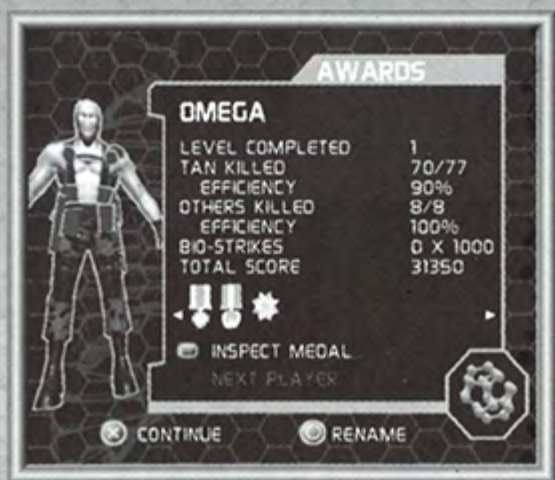 AWARDS
OMEGA
LEVEL COMPLETED 1
TAN KILLED 70/77
EFFICIENCY 90%
OTHERS KILLED 8/8
EFFICIENCY 100%
BIO-STRIKES 0 X 1000
TOTAL SCORE 31350
INSPECT MEDAL
NEXT PLAYER
CONTINUE
RENAME